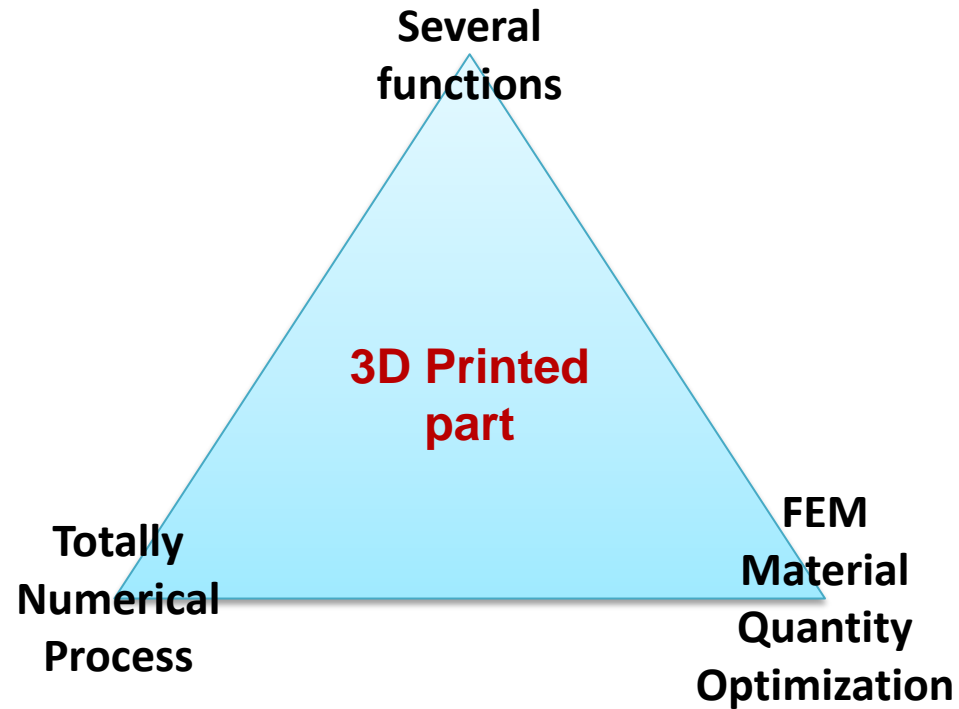 Several
functions
3D Printed
part
Totally
Numerical
Process
FEM
Material
Quantity
Optimization